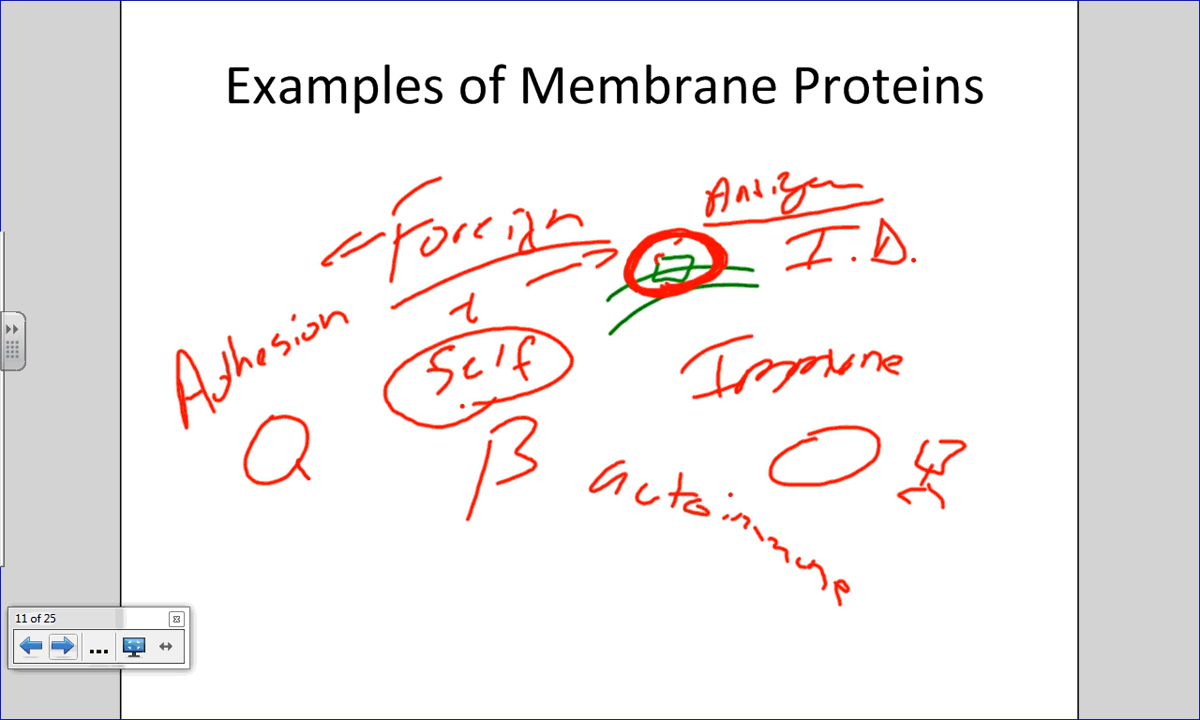 Examples of Membrane Proteins
Antigen
Foreign
I.D.
Adhesion
Self
Immune
β
autoimmune
11 of 25
...